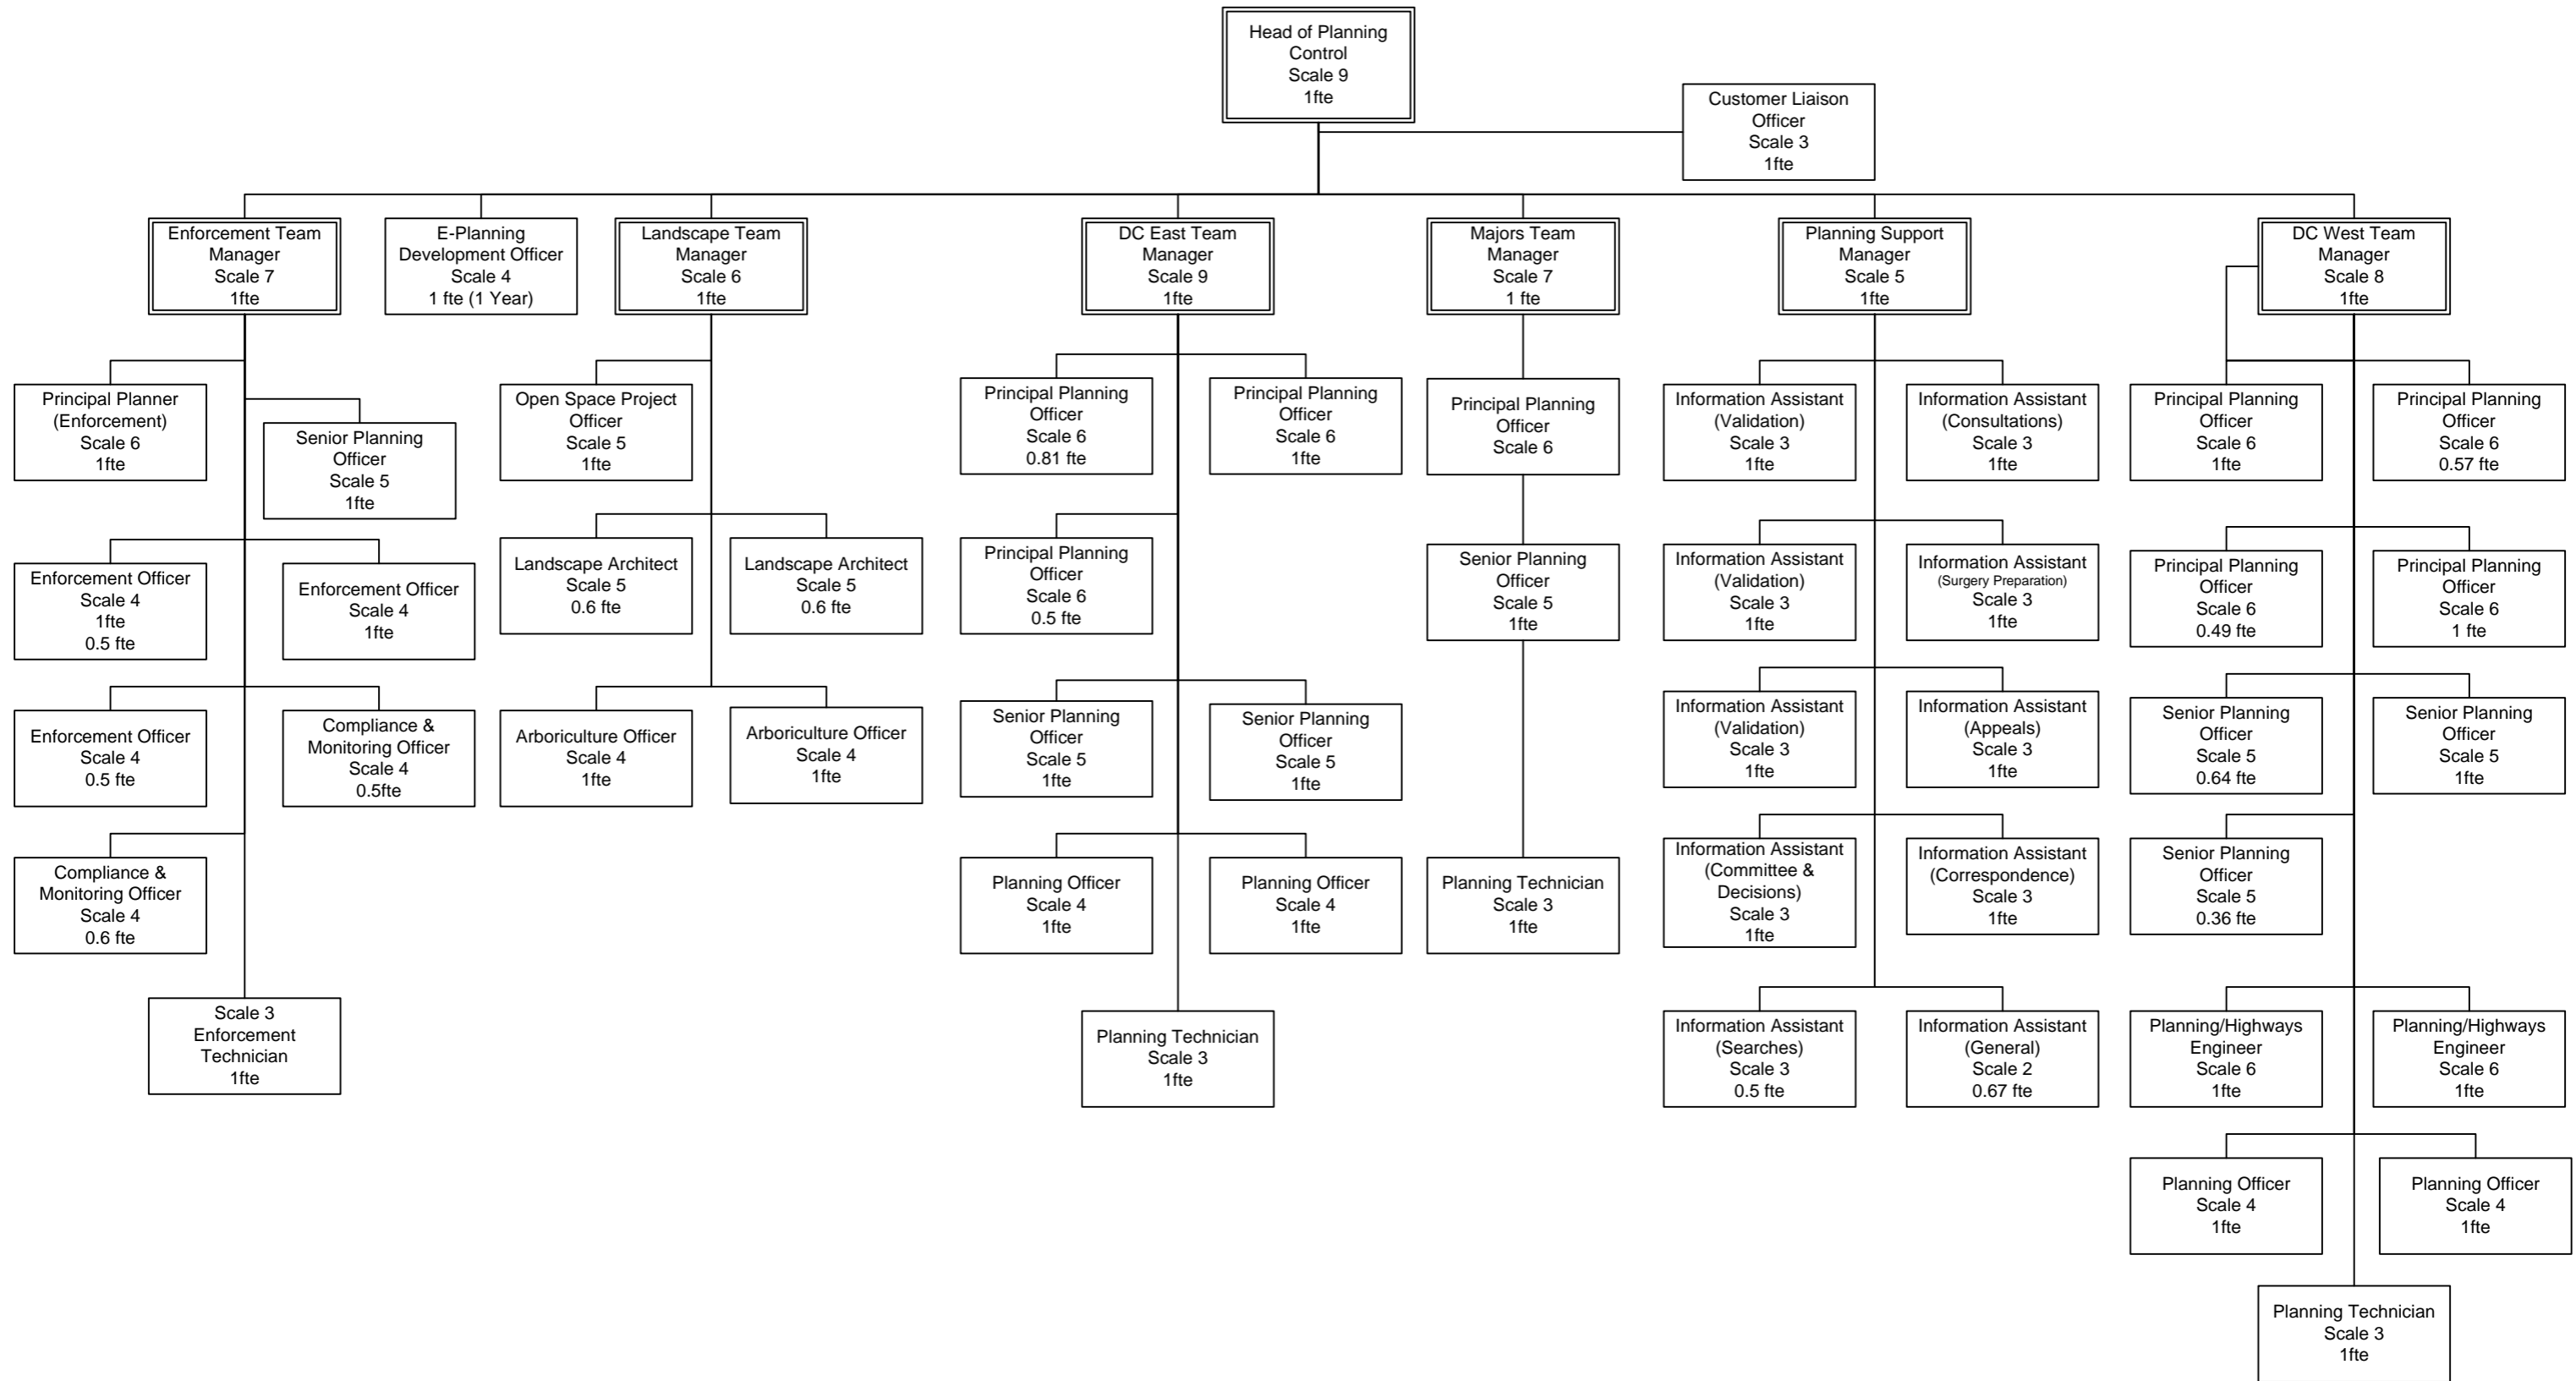 Head of Planning
Control
Scale 9
1fte
Customer Liaison
Officer
Scale 3
1fte
Enforcement Team
Manager
Scale 7
1fte
E-Planning
Development Officer
Scale 4
1 fte (1 Year)
Landscape Team
Manager
Scale 6
1fte
DC East Team
Manager
Scale 9
1fte
Majors Team
Manager
Scale 7
1 fte
Planning Support
Manager
Scale 5
1fte
DC West Team
Manager
Scale 8
1fte
Principal Planner
(Enforcement)
Scale 6
1fte
Senior Planning
Officer
Scale 5
1fte
Enforcement Officer
Scale 4
1fte
0.5 fte
Enforcement Officer
Scale 4
1fte
Enforcement Officer
Scale 4
0.5 fte
Compliance &
Monitoring Officer
Scale 4
0.5fte
Compliance &
Monitoring Officer
Scale 4
0.6 fte
Scale 3
Enforcement
Technician
1fte
Open Space Project
Officer
Scale 5
1fte
Landscape Architect
Scale 5
0.6 fte
Landscape Architect
Scale 5
0.6 fte
Arboriculture Officer
Scale 4
1fte
Arboriculture Officer
Scale 4
1fte
Principal Planning
Officer
Scale 6
0.81 fte
Principal Planning
Officer
Scale 6
1fte
Principal Planning
Officer
Scale 6
0.5 fte
Senior Planning
Officer
Scale 5
1fte
Senior Planning
Officer
Scale 5
1fte
Planning Officer
Scale 4
1fte
Planning Officer
Scale 4
1fte
Planning Technician
Scale 3
1fte
Principal Planning
Officer
Scale 6
Senior Planning
Officer
Scale 5
1fte
Planning Technician
Scale 3
1fte
Information Assistant
(Validation)
Scale 3
1fte
Information Assistant
(Consultations)
Scale 3
1fte
Information Assistant
(Validation)
Scale 3
1fte
Information Assistant
(Surgery Preparation)
Scale 3
1fte
Information Assistant
(Validation)
Scale 3
1fte
Information Assistant
(Appeals)
Scale 3
1fte
Information Assistant
(Committee &
Decisions)
Scale 3
1fte
Information Assistant
(Correspondence)
Scale 3
1fte
Information Assistant
(Searches)
Scale 3
0.5 fte
Information Assistant
(General)
Scale 2
0.67 fte
Principal Planning
Officer
Scale 6
1fte
Principal Planning
Officer
Scale 6
0.57 fte
Principal Planning
Officer
Scale 6
0.49 fte
Principal Planning
Officer
Scale 6
1 fte
Senior Planning
Officer
Scale 5
0.64 fte
Senior Planning
Officer
Scale 5
1fte
Senior Planning
Officer
Scale 5
0.36 fte
Planning/Highways
Engineer
Scale 6
1fte
Planning/Highways
Engineer
Scale 6
1fte
Planning Officer
Scale 4
1fte
Planning Officer
Scale 4
1fte
Planning Technician
Scale 3
1fte